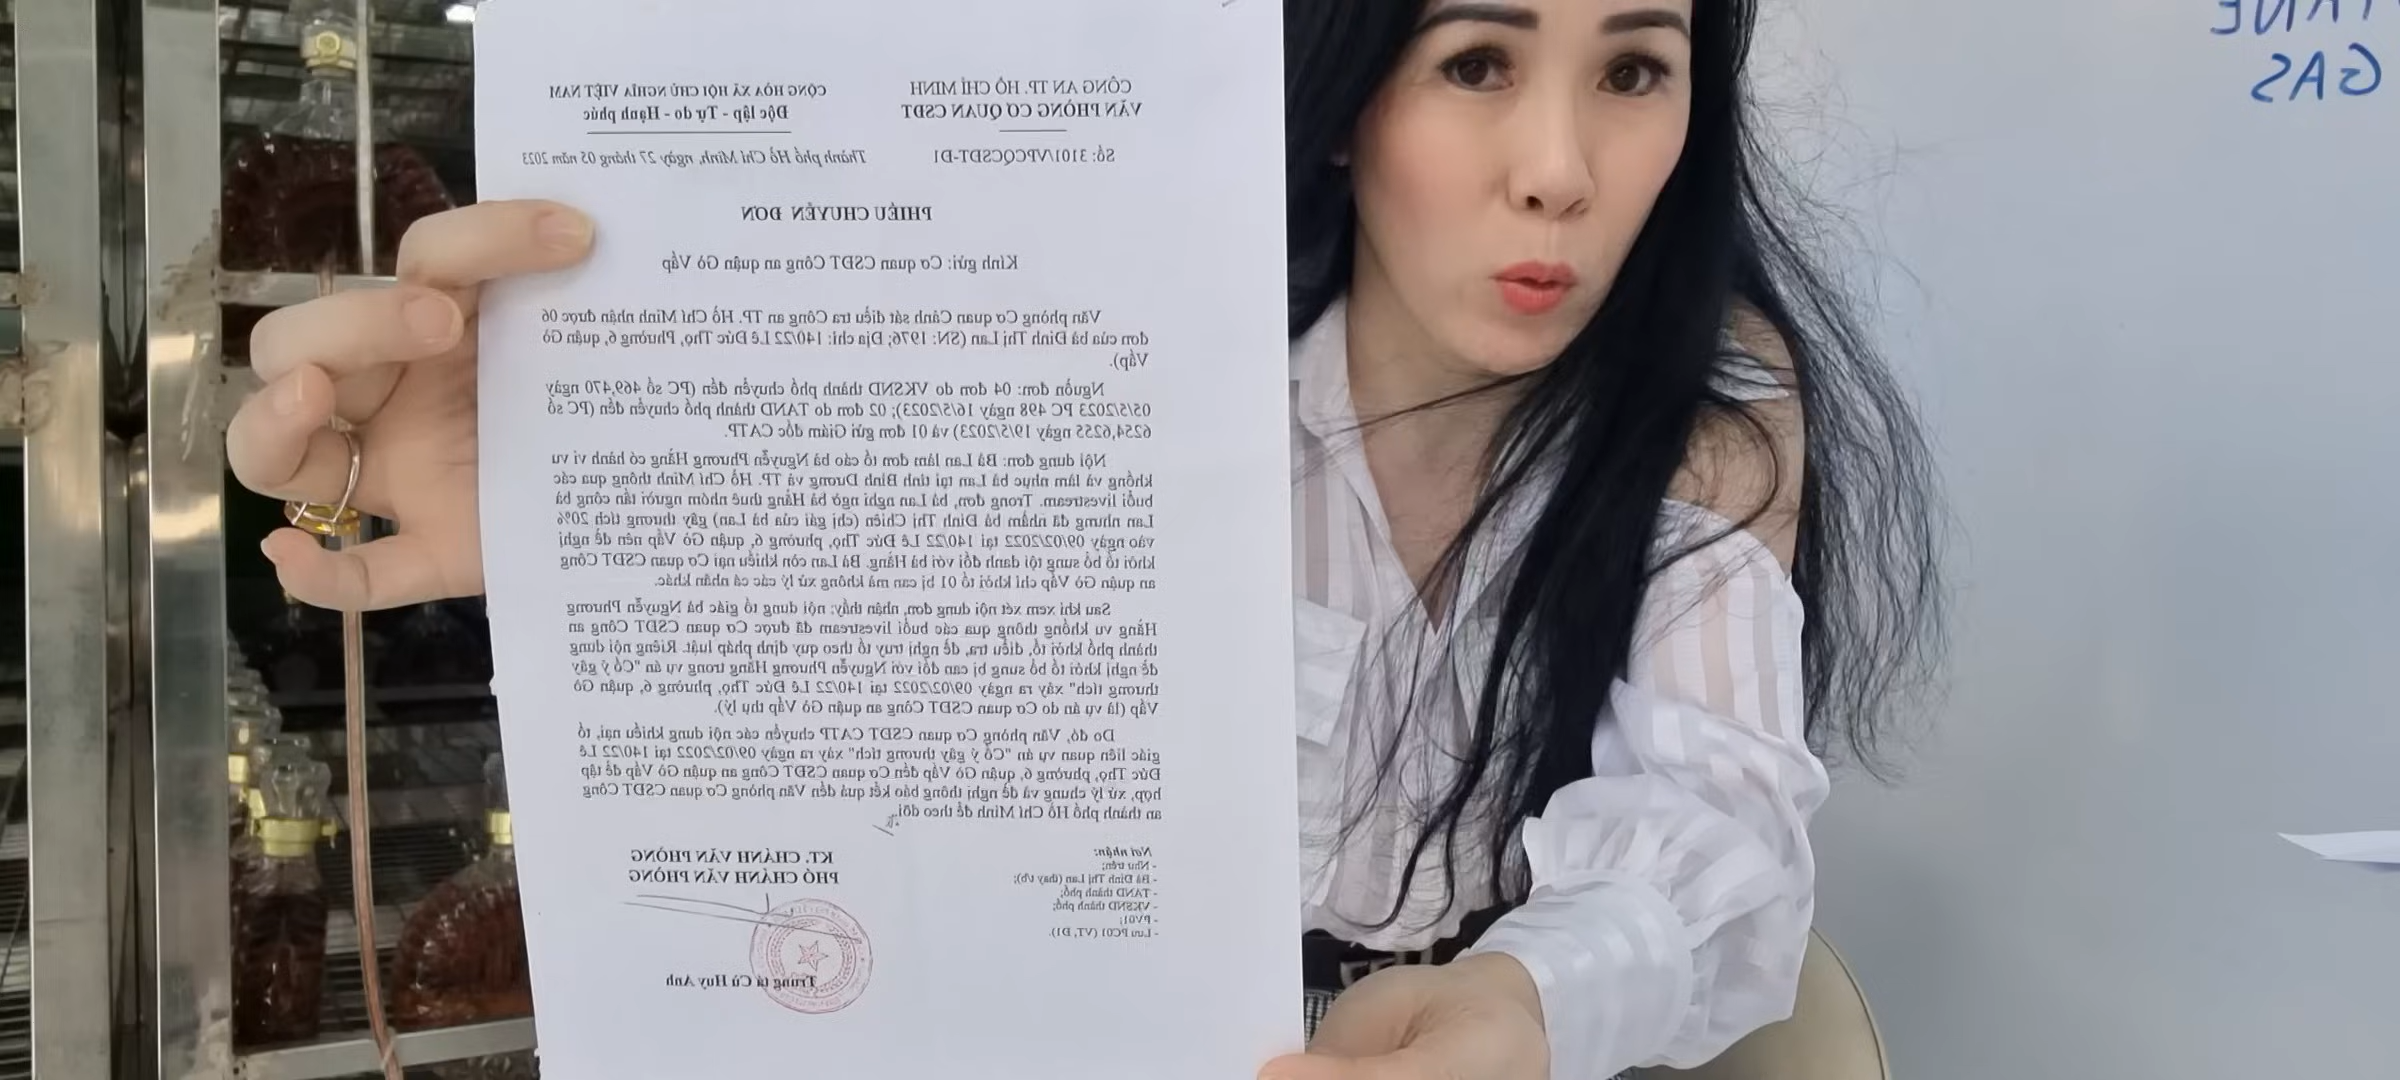 CÔNG AN TP. HỒ CHÍ MINH
VĂN PHÒNG CƠ QUAN CSĐT
Số: 3101/VPCQCSĐT-Đ1
CỘNG HÒA XÃ HỘI CHỦ NGHĨA VIỆT NAM
Độc lập - Tự do - Hạnh phúc
Thành phố Hồ Chí Minh, ngày 27 tháng 05 năm 2023
PHIẾU CHUYỂN ĐƠN
Kính gửi: Cơ quan CSĐT Công an quận Gò Vấp
Văn phòng Cơ quan Cảnh sát điều tra Công an TP. Hồ Chí Minh nhận được 06
đơn của bà Đinh Thị Lan (SN: 1976; Địa chỉ: 140/22 Lê Đức Thọ, Phường 6, quận Gò
Vấp).
Nguồn đơn: 04 đơn do VKSND thành phố chuyển đến (PC số 469,470 ngày
05/5/2023 PC 498 ngày 16/5/2023); 02 đơn do TAND thành phố chuyển đến (PC số
6254,6255 ngày 19/5/2023) và 01 đơn gửi Giám đốc CATP.
Nội dung đơn: Bà Lan làm đơn tố cáo bà Nguyễn Phương Hằng có hành vi vu
khống và làm nhục bà Lan tại tỉnh Bình Dương và TP. Hồ Chí Minh thông qua các
buổi livestream. Trong đơn, bà Lan nghi ngờ bà Hằng thuê nhóm người tấn công bà
Lan nhưng đã nhầm bà Đinh Thị Chiên (chị gái của bà Lan) gây thương tích 20%
vào ngày 09/02/2022 tại 140/22 Lê Đức Thọ, phường 6, quận Gò Vấp nên đề nghị
khởi tố bổ sung tội danh đối với bà Hằng. Bà Lan còn khiếu nại Cơ quan CSĐT Công
an quận Gò Vấp chỉ khởi tố 01 bị can mà không xử lý các cá nhân khác.
Sau khi xem xét nội dung đơn, nhận thấy: nội dung tố giác bà Nguyễn Phương
Hằng vu khống thông qua các buổi livestream đã được Cơ quan CSĐT Công an
thành phố khởi tố, điều tra, đề nghị truy tố theo quy định pháp luật. Riêng nội dung
đề nghị khởi tố bổ sung bị can đối với Nguyễn Phương Hằng trong vụ án "Cố ý gây
thương tích" xảy ra ngày 09/02/2022 tại 140/22 Lê Đức Thọ, phường 6, quận Gò
Vấp (là vụ án do Cơ quan CSĐT Công an quận Gò Vấp thụ lý).
Do đó, Văn phòng Cơ quan CSĐT CATP chuyển các nội dung khiếu nại, tố
giác liên quan vụ án "Cố ý gây thương tích" xảy ra ngày 09/02/2022 tại 140/22 Lê
Đức Thọ, phường 6, quận Gò Vấp đến Cơ quan CSĐT Công an quận Gò Vấp để tập
hợp, xử lý chung và đề nghị thông báo kết quả đến Văn phòng Cơ quan CSĐT Công
an thành phố Hồ Chí Minh để theo dõi.
Nơi nhận:
- Như trên;
- Bà Đinh Thị Lan (thay t/b);
- TAND thành phố;
- VKSND thành phố;
- PV01;
- Lưu PC01 (VT, Đ1).
KT. CHÁNH VĂN PHÒNG
PHÓ CHÁNH VĂN PHÒNG
Trung tá Cù Huy Anh
GAS